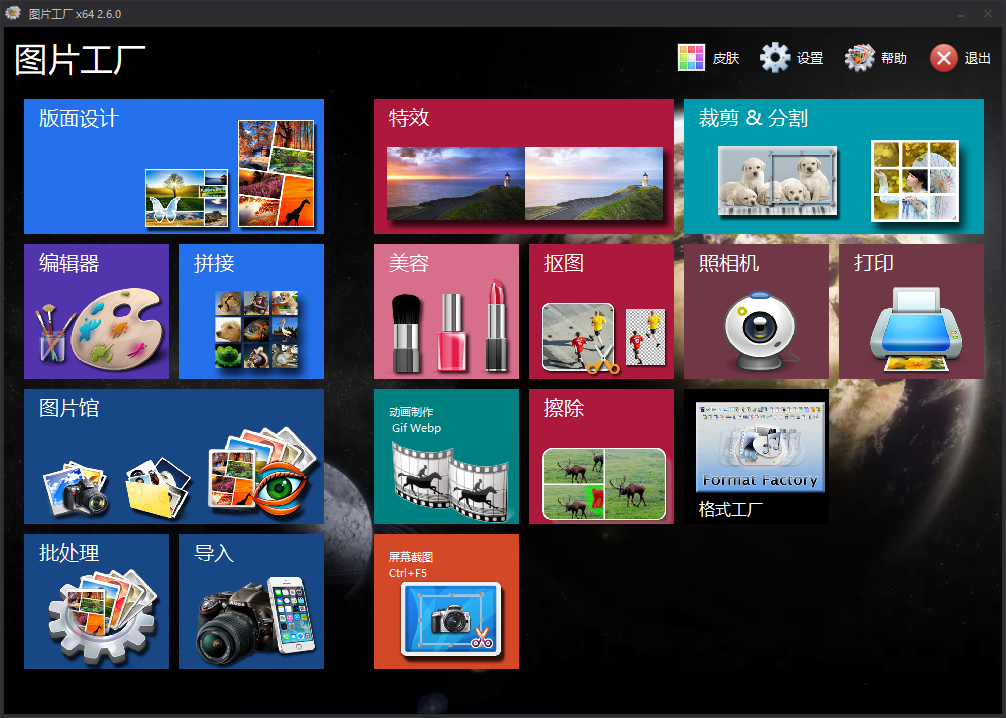 图片工厂 x64 2.6.0
图片工厂
皮肤
设置
帮助
退出
版面设计
特效
裁剪 & 分割
编辑器
拼接
美容
抠图
照相机
打印
图片馆
动画制作
Gif Webp
擦除
Format Factory
格式工厂
批处理
导入
屏幕截图
Ctrl+F5